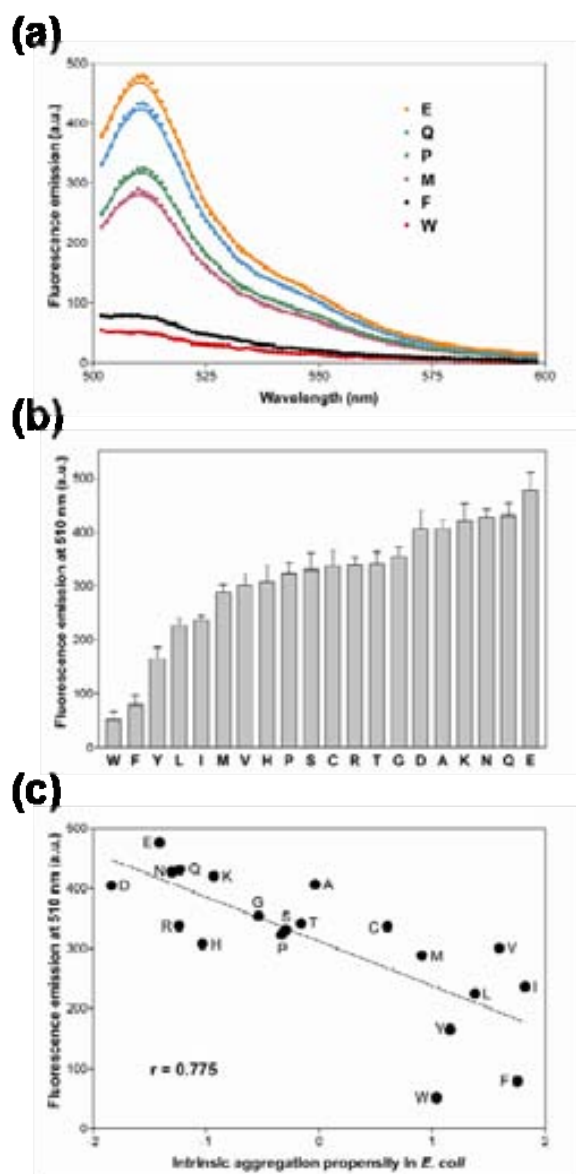 (a)
500
400
300
200
100
0
Fluorescence emission (a.u.)
E
Q
P
M
F
W
500 525 550 575 600
Wavelength (nm)
(b)
500
400
300
200
100
0
Fluorescence emission at 510 nm (a.u.)
W F Y L I M V H P S C R T G D A K N Q E
(c)
500
400
300
200
100
0
Fluorescence emission at 510 nm (a.u.)
E
N Q
K
D
A
G
R
S
T
C
H
P
M
V
L
I
Y
W
F
r = 0.775
-2 -1 0 1 2
Intrinsic aggregation propensity in E. coli